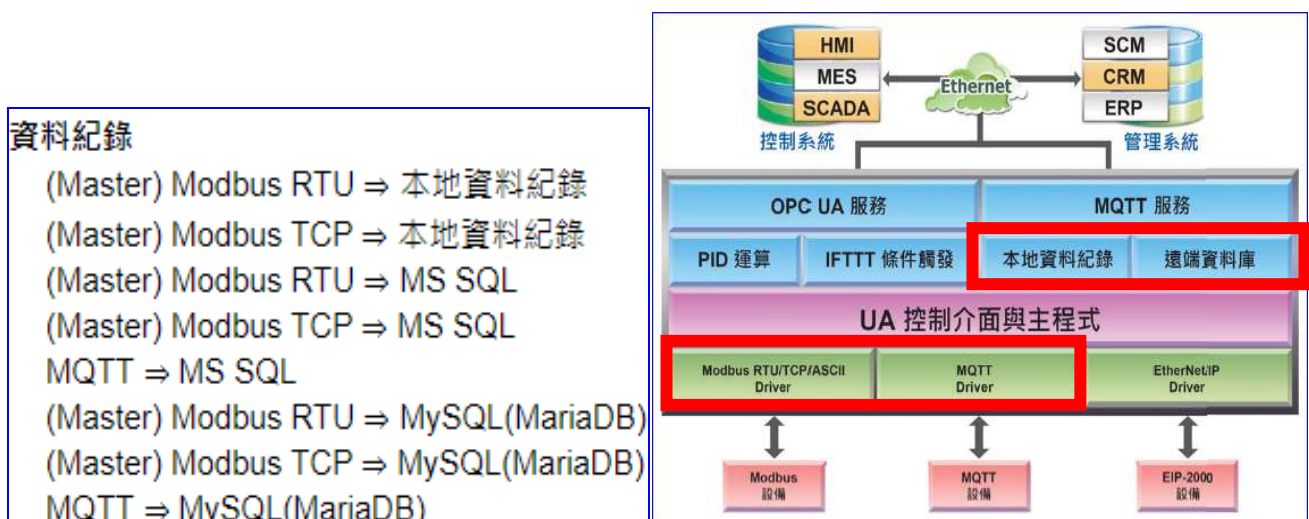 資料紀錄
(Master) Modbus RTU ⇒ 本地資料紀錄
(Master) Modbus TCP ⇒ 本地資料紀錄
(Master) Modbus RTU ⇒ MS SQL
(Master) Modbus TCP ⇒ MS SQL
MQTT ⇒ MS SQL
(Master) Modbus RTU ⇒ MySQL(MariaDB)
(Master) Modbus TCP ⇒ MySQL(MariaDB)
MQTT ⇒ MySQL(MariaDB)
HMI
MES
SCADA
控制系統
Ethernet
SCM
CRM
ERP
管理系統
OPC UA 服務
MQTT 服務
PID 運算
IFTTT 條件觸發
本地資料紀錄
遠端資料庫
UA 控制介面與主程式
Modbus RTU/TCP/ASCII
Driver
MQTT
Driver
EtherNet/IP
Driver
Modbus
設備
MQTT
設備
EIP-2000
設備